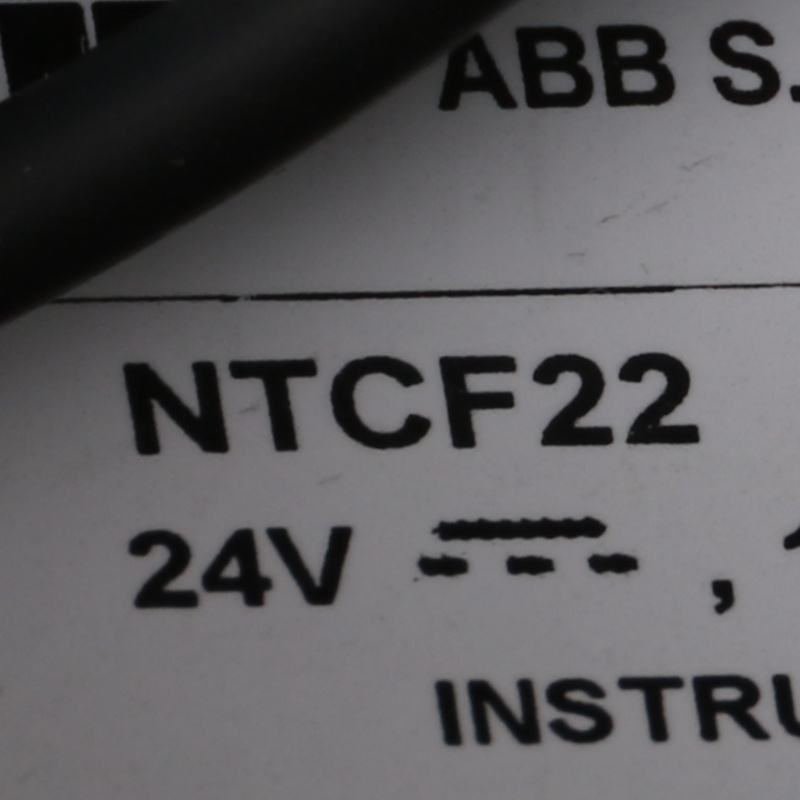 ABB S.
NTCF22
24V ⎓ ,
INSTRU